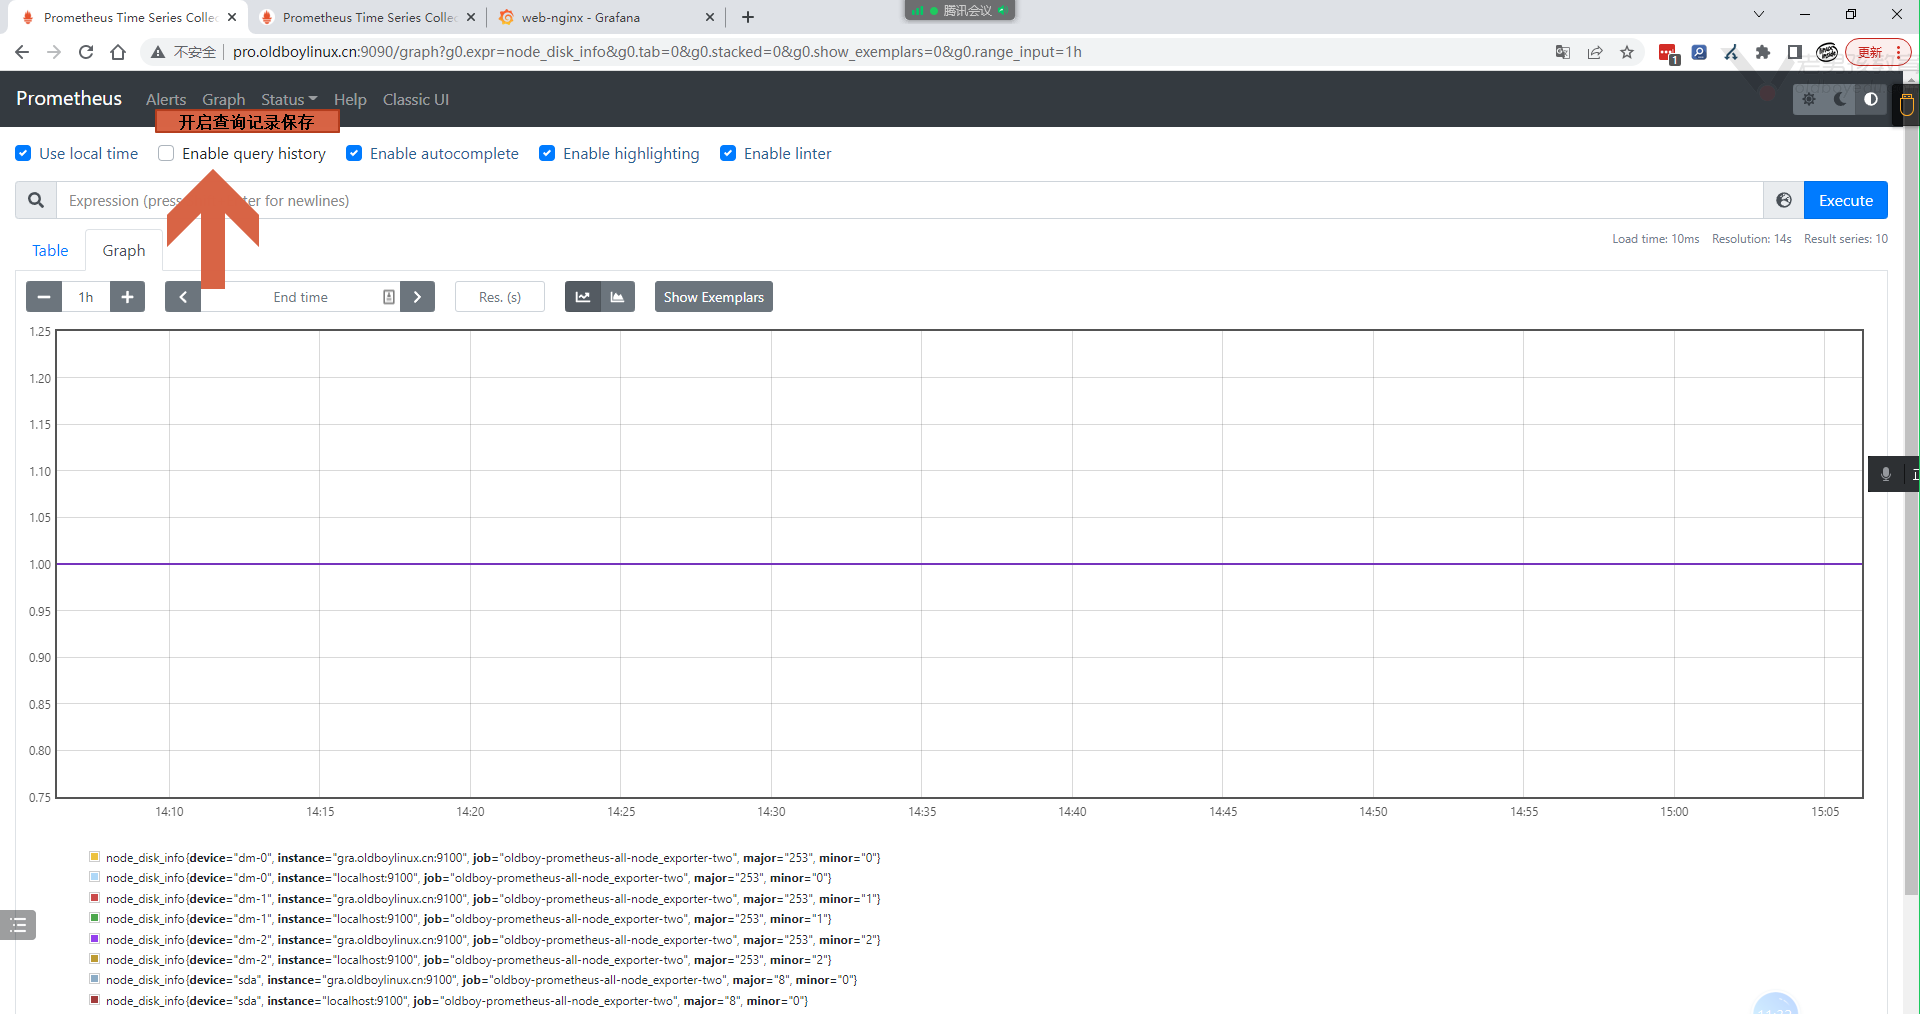 Prometheus Time Series Collec
Prometheus Time Series Collec
web-nginx - Grafana
腾讯会议
不安全
pro.oldboylinux.cn:9090/graph?g0.expr=node_disk_info&g0.tab=0&g0.stacked=0&g0.show_exemplars=0&g0.range_input=1h
1
更新
Prometheus Alerts Graph Status Help Classic UI
开启查询记录保存
Use local time Enable query history Enable autocomplete Enable highlighting Enable linter
Expression (press ter for newlines)
Execute
Load time: 10ms Resolution: 14s Result series: 10
Table Graph
1h End time Res. (s) Show Exemplars
1.25
1.20
1.15
1.10
1.05
1.00
0.95
0.90
0.85
0.80
0.75
14:10 14:15 14:20 14:25 14:30 14:35 14:40 14:45 14:50 14:55 15:00 15:05
node_disk_info{device="dm-0", instance="gra.oldboylinux.cn:9100", job="oldboy-prometheus-all-node_exporter-two", major="253", minor="0"}
node_disk_info{device="dm-0", instance="localhost:9100", job="oldboy-prometheus-all-node_exporter-two", major="253", minor="0"}
node_disk_info{device="dm-1", instance="gra.oldboylinux.cn:9100", job="oldboy-prometheus-all-node_exporter-two", major="253", minor="1"}
node_disk_info{device="dm-1", instance="localhost:9100", job="oldboy-prometheus-all-node_exporter-two", major="253", minor="1"}
node_disk_info{device="dm-2", instance="gra.oldboylinux.cn:9100", job="oldboy-prometheus-all-node_exporter-two", major="253", minor="2"}
node_disk_info{device="dm-2", instance="localhost:9100", job="oldboy-prometheus-all-node_exporter-two", major="253", minor="2"}
node_disk_info{device="sda", instance="gra.oldboylinux.cn:9100", job="oldboy-prometheus-all-node_exporter-two", major="8", minor="0"}
node_disk_info{device="sda", instance="localhost:9100", job="oldboy-prometheus-all-node_exporter-two", major="8", minor="0"}